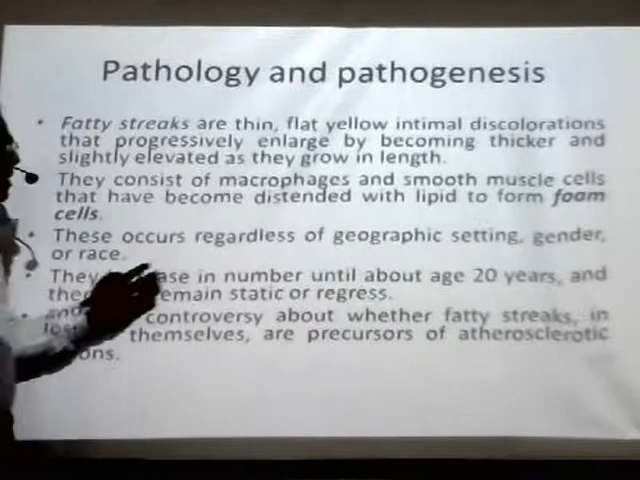 Pathology and pathogenesis
• Fatty streaks are thin, flat yellow intimal discolorations
that progressively enlarge by becoming thicker and
slightly elevated as they grow in length.
They consist of macrophages and smooth muscle cells
that have become distended with lipid to form foam
cells.
• These occurs regardless of geographic setting, gender,
or race.
• They in number until about age 20 years, and
remain static or regress.
• controversy about whether fatty streaks, in
themselves, are precursors of atherosclerotic